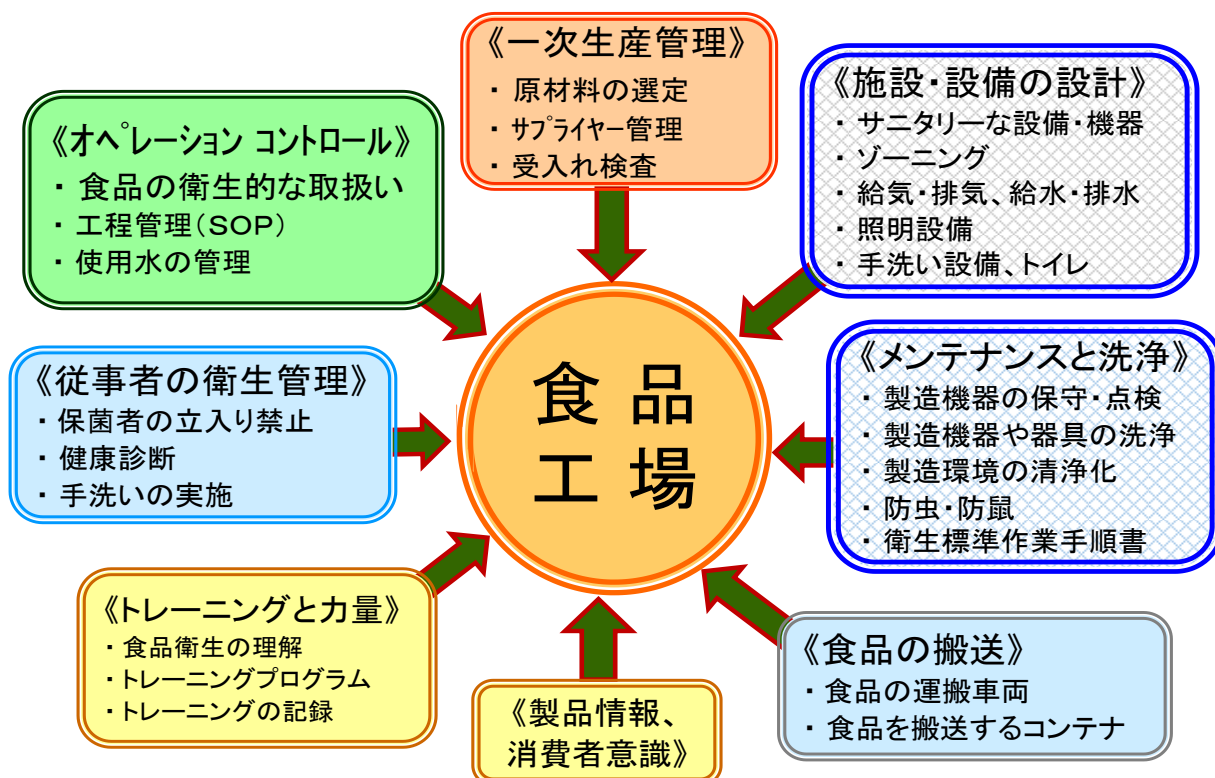 《一次生産管理》
・ 原材料の選定
・ ｻﾌﾟﾗｲﾔｰ管理
・ 受入れ検査
《施設・設備の設計》
・ サニタリーな設備・機器
・ ゾーニング
・ 給気・排気、給水・排水
・ 照明設備
・ 手洗い設備、トイレ
《ｵﾍﾟﾚｰｼｮﾝ ｺﾝﾄﾛｰﾙ》
・ 食品の衛生的な取扱い
・ 工程管理（SOP）
・ 使用水の管理
《従事者の衛生管理》
・ 保菌者の立入り禁止
・ 健康診断
・ 手洗いの実施
食 品
工 場
《メンテナンスと洗浄》
・ 製造機器の保守・点検
・ 製造機器や器具の洗浄
・ 製造環境の清浄化
・ 防虫・防鼠
・ 衛生標準作業手順書
《トレーニングと力量》
・ 食品衛生の理解
・ トレーニングプログラム
・ トレーニングの記録
《製品情報、
消費者意識》
《食品の搬送》
・ 食品の運搬車両
・ 食品を搬送するコンテナ